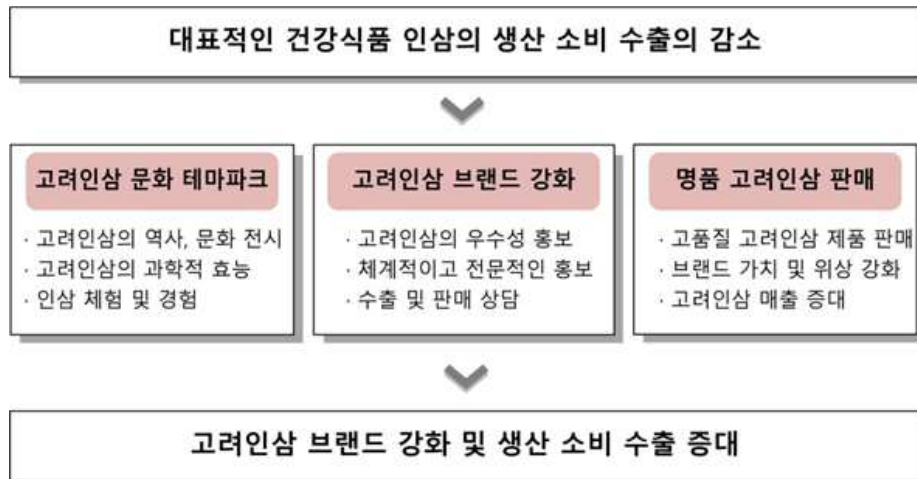 대표적인 건강식품 인삼의 생산 소비 수출의 감소
고려인삼 문화 테마파크
· 고려인삼의 역사, 문화 전시
· 고려인삼의 과학적 효능
· 인삼 체험 및 경험
고려인삼 브랜드 강화
· 고려인삼의 우수성 홍보
· 체계적이고 전문적인 홍보
· 수출 및 판매 상담
명품 고려인삼 판매
· 고품질 고려인삼 제품 판매
· 브랜드 가치 및 위상 강화
· 고려인삼 매출 증대
고려인삼 브랜드 강화 및 생산 소비 수출 증대